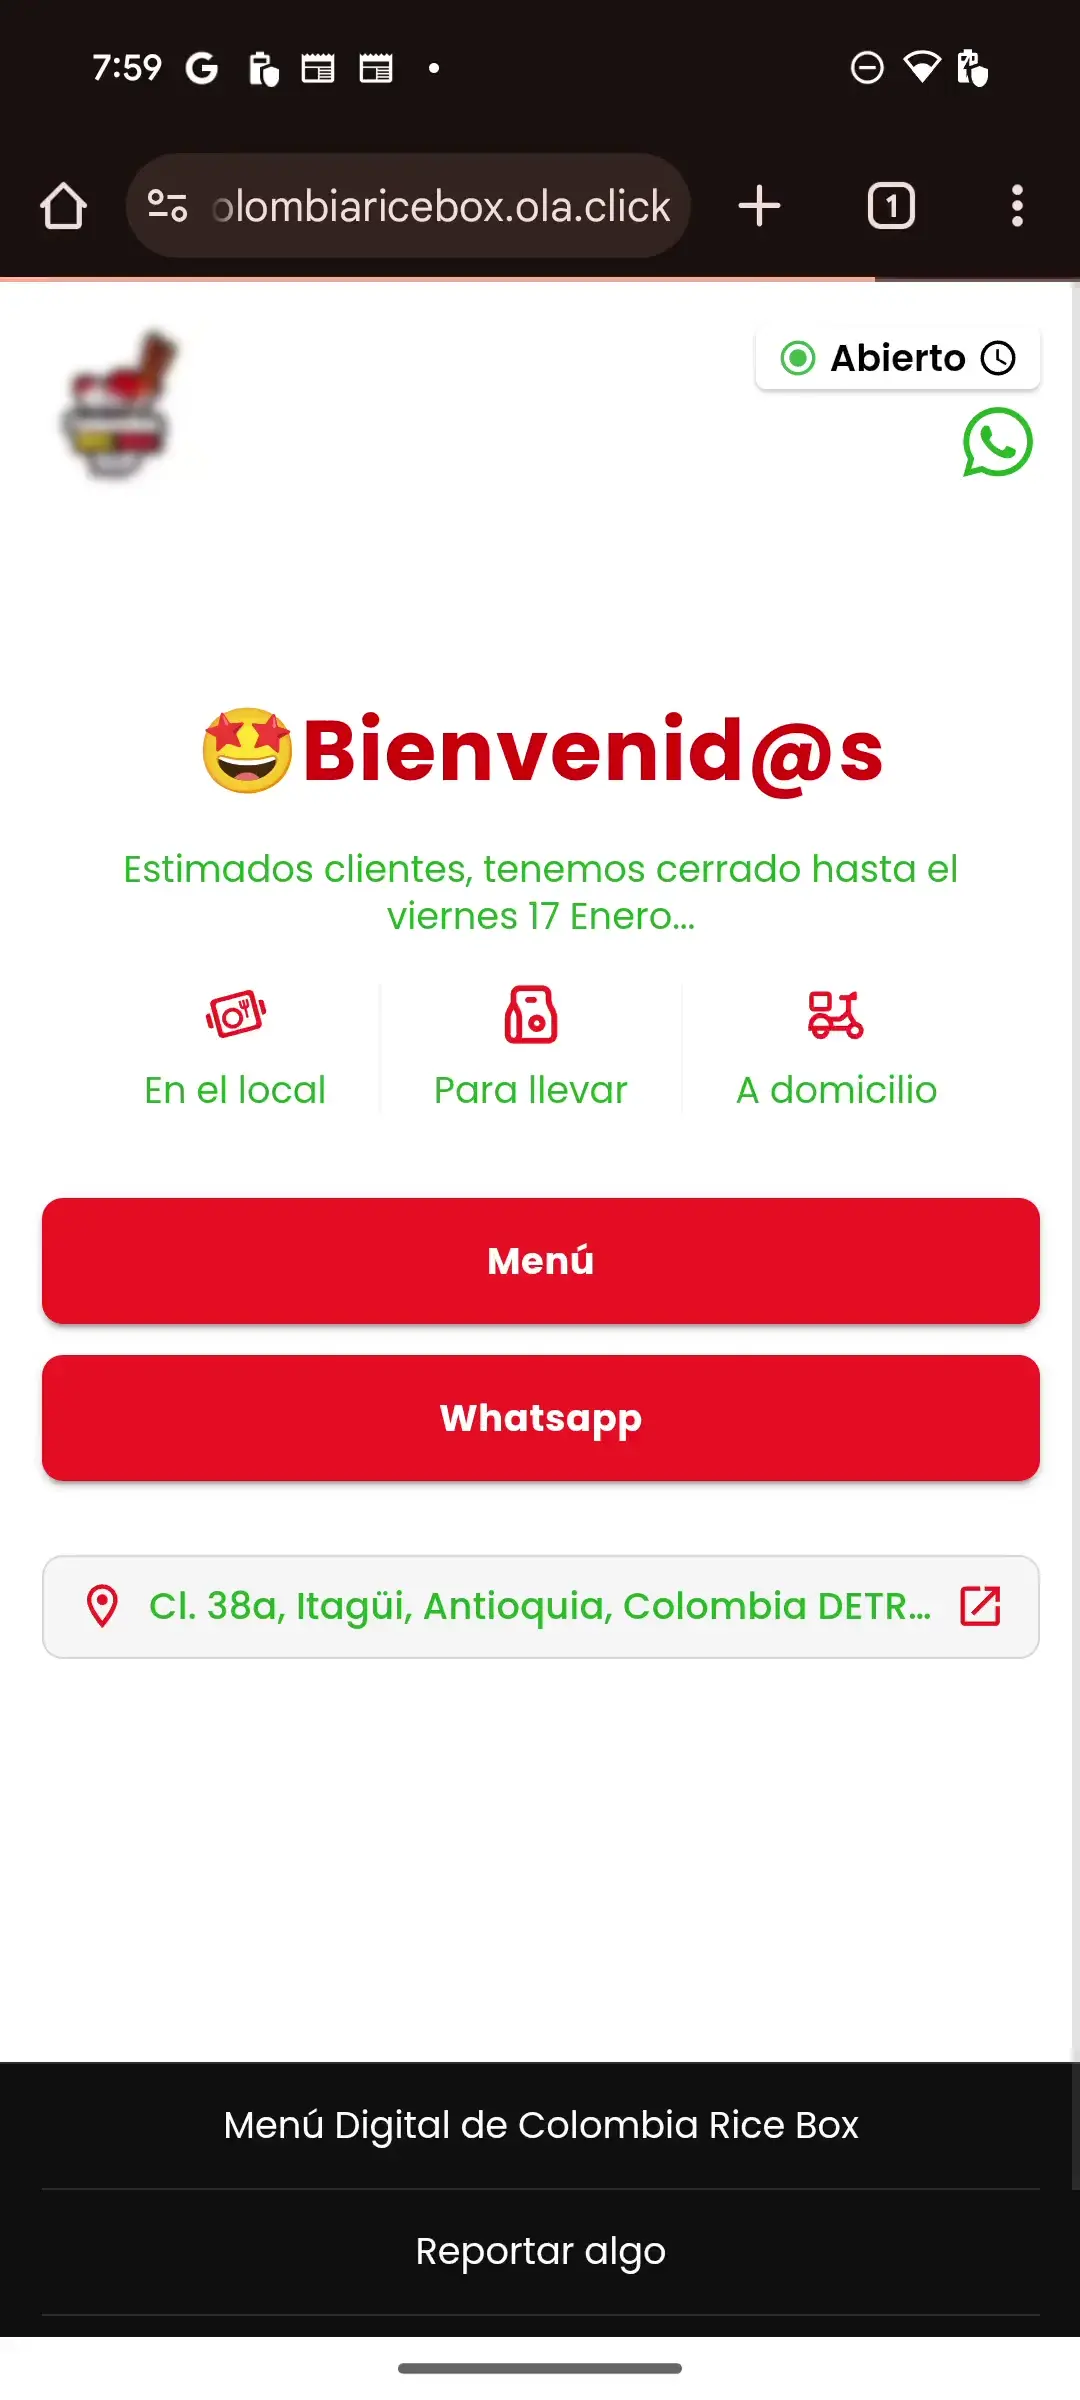 7:59
olombiaricebox.ola.click
1
Abierto
Bienvenid@s
Estimados clientes, tenemos cerrado hasta el
viernes 17 Enero...
En el local
Para llevar
A domicilio
Menú
Whatsapp
Cl. 38a, Itagüi, Antioquia, Colombia DETR...
Menú Digital de Colombia Rice Box
Reportar algo